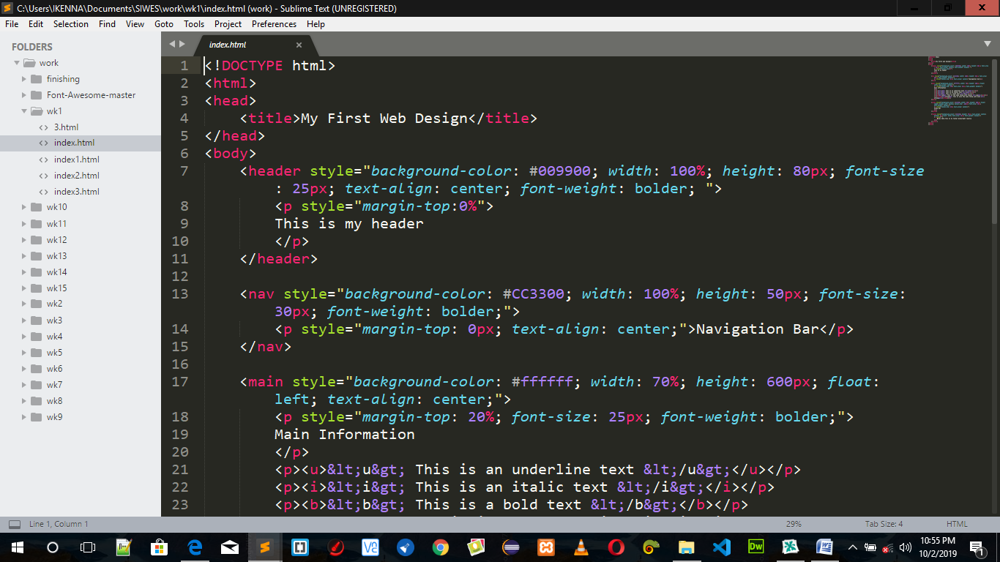 C:\Users\IKENNA\Documents\SIWES\work\wk1\index.html (work) - Sublime Text (UNREGISTERED)
File Edit Selection Find View Goto Tools Project Preferences Help
FOLDERS
work
finishing
Font-Awesome-master
wk1
3.html
index.html
index1.html
index2.html
index3.html
wk10
wk11
wk12
wk13
wk14
wk15
wk2
wk3
wk4
wk5
wk6
wk7
wk8
wk9
index.html
1 <!DOCTYPE html>
2 <html>
3 <head>
4 <title>My First Web Design</title>
5 </head>
6 <body>
7 <header style="background-color: #009900; width: 100%; height: 80px; font-size
: 25px; text-align: center; font-weight: bolder; ">
8 <p style="margin-top:0%">
9 This is my header
10 </p>
11 </header>
12
13 <nav style="background-color: #CC3300; width: 100%; height: 50px; font-size:
30px; font-weight: bolder;">
14 <p style="margin-top: 0px; text-align: center;">Navigation Bar</p>
15 </nav>
16
17 <main style="background-color: #ffffff; width: 70%; height: 600px; float:
left; text-align: center;">
18 <p style="margin-top: 20%; font-size: 25px; font-weight: bolder;">
19 Main Information
20 </p>
21 <p><u>&lt;u&gt; This is an underline text &lt;/u&gt;</u></p>
22 <p><i>&lt;i&gt; This is an italic text &lt;/i&gt;</i></p>
23 <p><b>&lt;b&gt; This is a bold text &lt;/b&gt;</b></p>
Line 1, Column 1
29%
Tab Size: 4
HTML
Dw
10:55 PM
10/2/2019
1